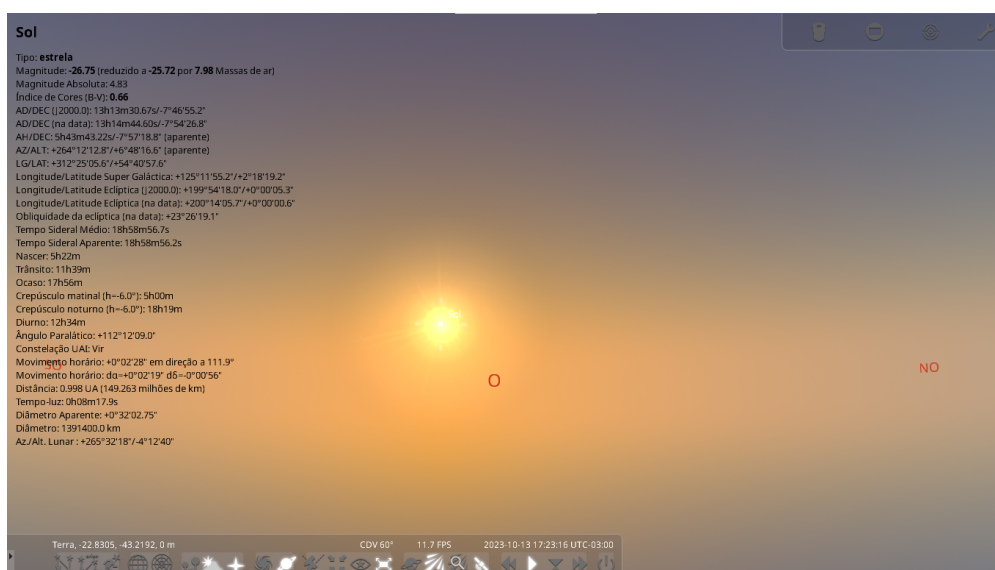 Sol
Tipo: estrela
Magnitude: -26.75 (reduzido a -25.72 por 7.98 Massas de ar)
Magnitude Absoluta: 4.83
Índice de Cores (B-V): 0.66
AD/DEC (J2000.0): 13h13m30.67s/-7°46'55.2"
AD/DEC (na data): 13h14m44.60s/-7°54'26.8"
AH/DEC: 5h43m43.22s/-7°57'18.8" (aparente)
AZ/ALT: +264°12'12.8"/+6°48'16.6" (aparente)
LG/LAT: +312°25'05.6"/+54°40'57.6"
Longitude/Latitude Super Galáctica: +125°11'55.2"/+2°18'19.2"
Longitude/Latitude Eclíptica (J2000.0): +199°54'18.0"/+0°00'05.3"
Longitude/Latitude Eclíptica (na data): +200°14'05.7"/+0°00'00.6"
Obliquidade da eclíptica (na data): +23°26'19.1"
Tempo Sideral Médio: 18h58m56.7s
Tempo Sideral Aparente: 18h58m56.2s
Nascer: 5h22m
Trânsito: 11h39m
Ocaso: 17h56m
Crepúsculo matinal (h=-6.0°): 5h00m
Crepúsculo noturno (h=-6.0°): 18h19m
Diurno: 12h34m
Ângulo Paralático: +112°12'09.0"
Constelação UAI: Vir
Movimento horário: +0°02'28" em direção a 111.9°
Movimento horário: dα=+0°02'19" dδ=-0°00'56"
Distância: 0.998 UA (149.263 milhões de km)
Tempo-luz: 0h08m17.9s
Diâmetro Aparente: +0°32'02.75"
Diâmetro: 1391400.0 km
Az./Alt. Lunar : +265°32'18"/-4°12'40"
Sol
SO
O
NO
Terra, -22.8305, -43.2192, 0 m CDV 60° 11.7 FPS 2023-10-13 17:23:16 UTC-03:00